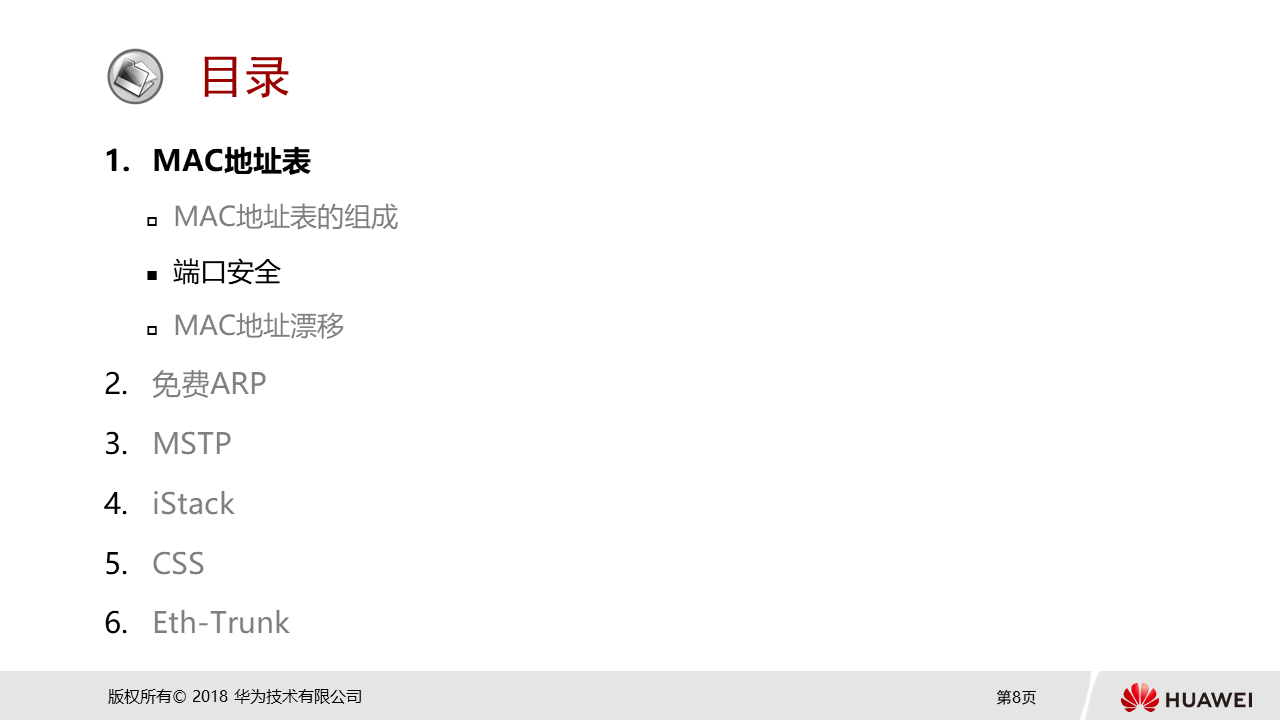 目录
1. MAC地址表
MAC地址表的组成
端口安全
MAC地址漂移
2. 免费ARP
3. MSTP
4. iStack
5. CSS
6. Eth-Trunk
版权所有© 2018 华为技术有限公司
第8页
HUAWEI